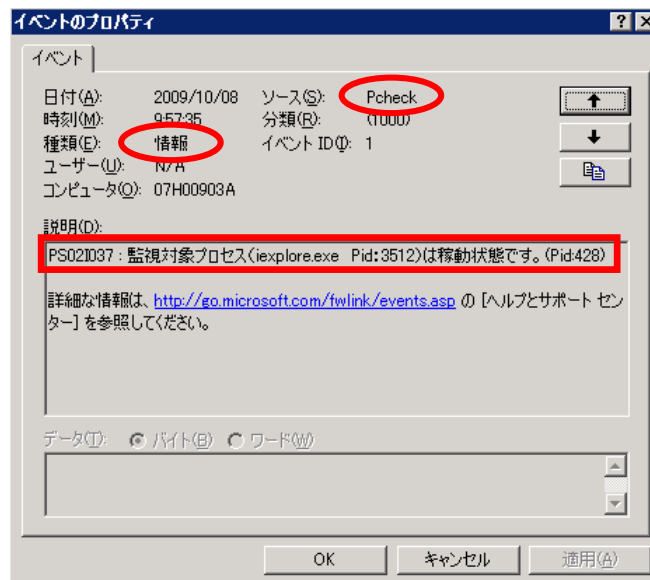 イベントのプロパティ
イベント
日付(A): 2009/10/08 ソース(S): Pcheck
時刻(M): 9:57:35 分類(R): (1000)
種類(E): 情報 イベント ID(I): 1
ユーザー(U): N/A
コンピュータ(O): 07H00903A
説明(D):
PS02I037 : 監視対象プロセス(iexplore.exe Pid:3512)は稼動状態です。(Pid:428)
詳細な情報は、http://go.microsoft.com/fwlink/events.asp の [ヘルプとサポート セン
ター] を参照してください。
データ(T): バイト(B) ワード(W)
OK キャンセル 適用(A)